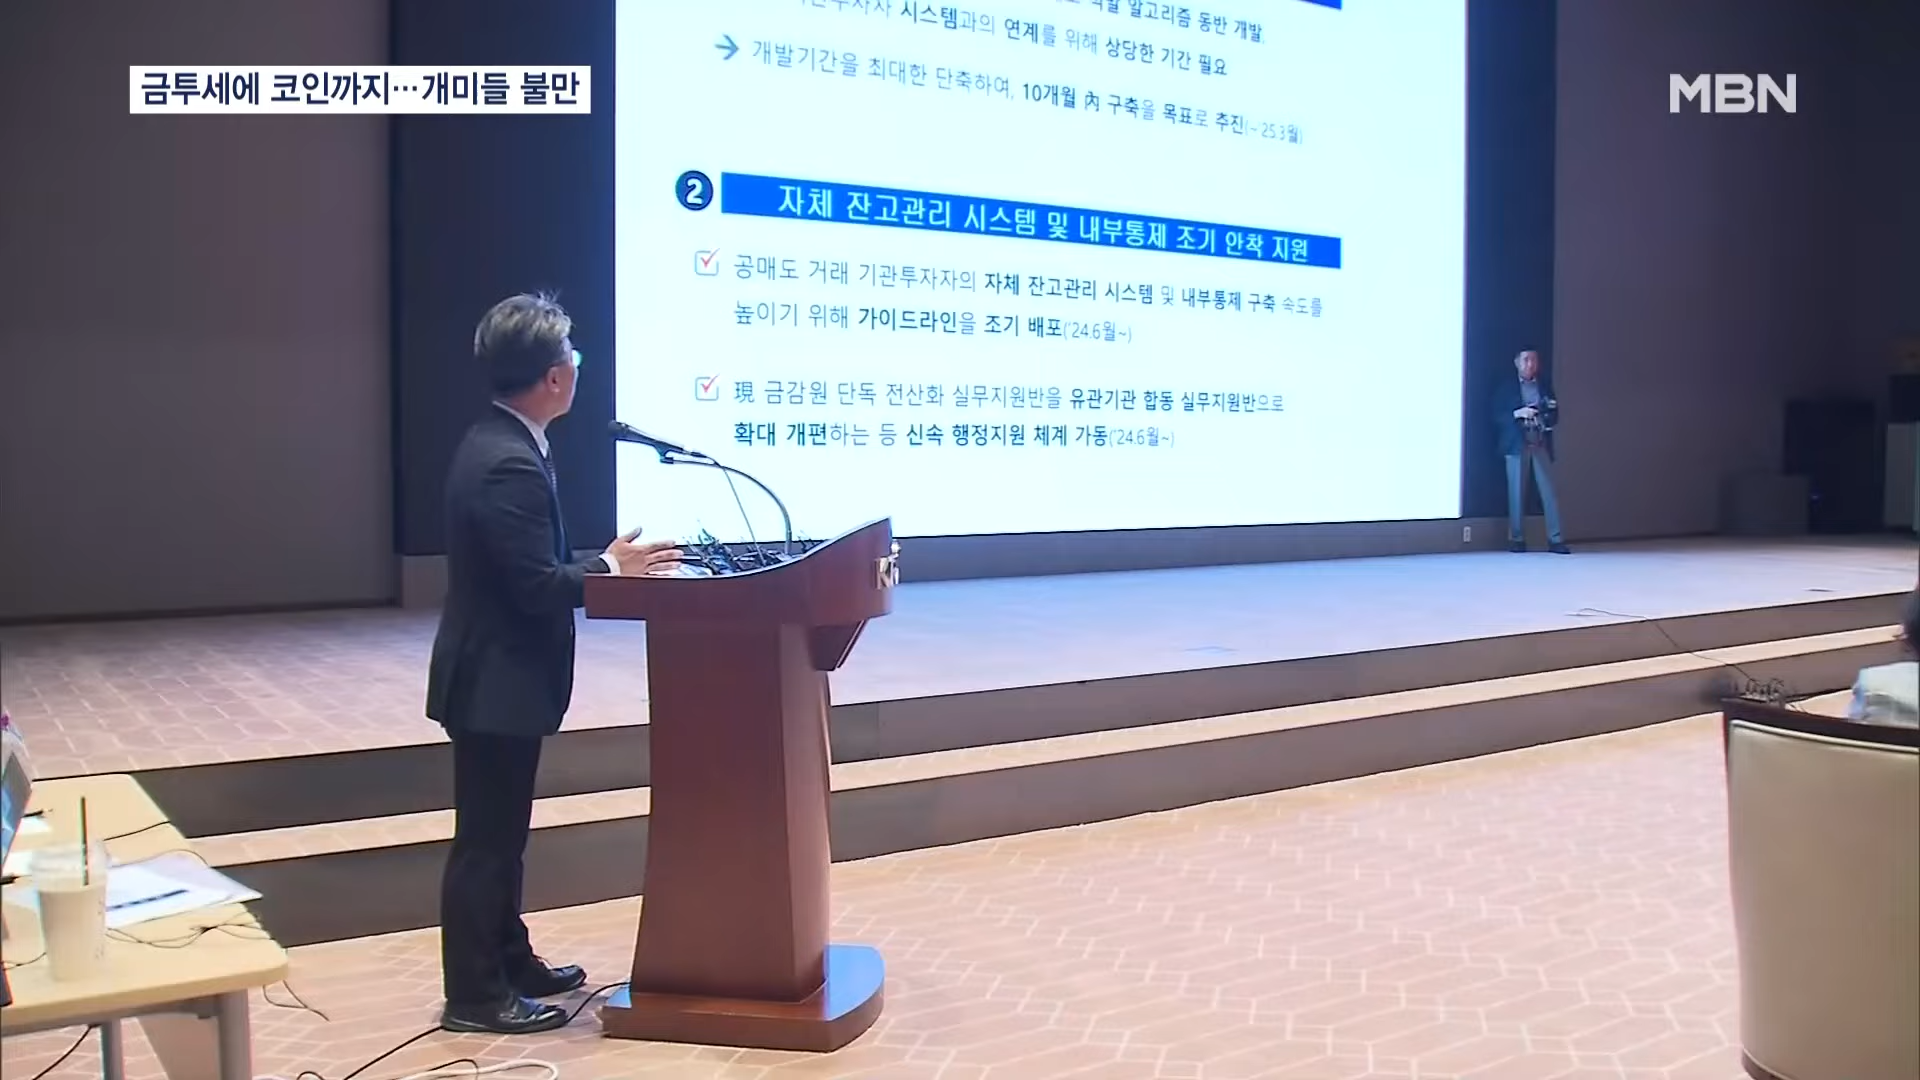 금투세에 코인까지…개미들 불만
MBN
알고리즘 동반 개발,
시스템과의 연계를 위해 상당한 기간 필요
→ 개발기간을 최대한 단축하여, 10개월 內 구축을 목표로 추진(~'25.3월)
2 자체 잔고관리 시스템 및 내부통제 조기 안착 지원
공매도 거래 기관투자자의 자체 잔고관리 시스템 및 내부통제 구축 속도를
높이기 위해 가이드라인을 조기 배포('24.6월~)
現 금감원 단독 전산화 실무지원반을 유관기관 합동 실무지원반으로
확대 개편하는 등 신속 행정지원 체계 가동('24.6월~)